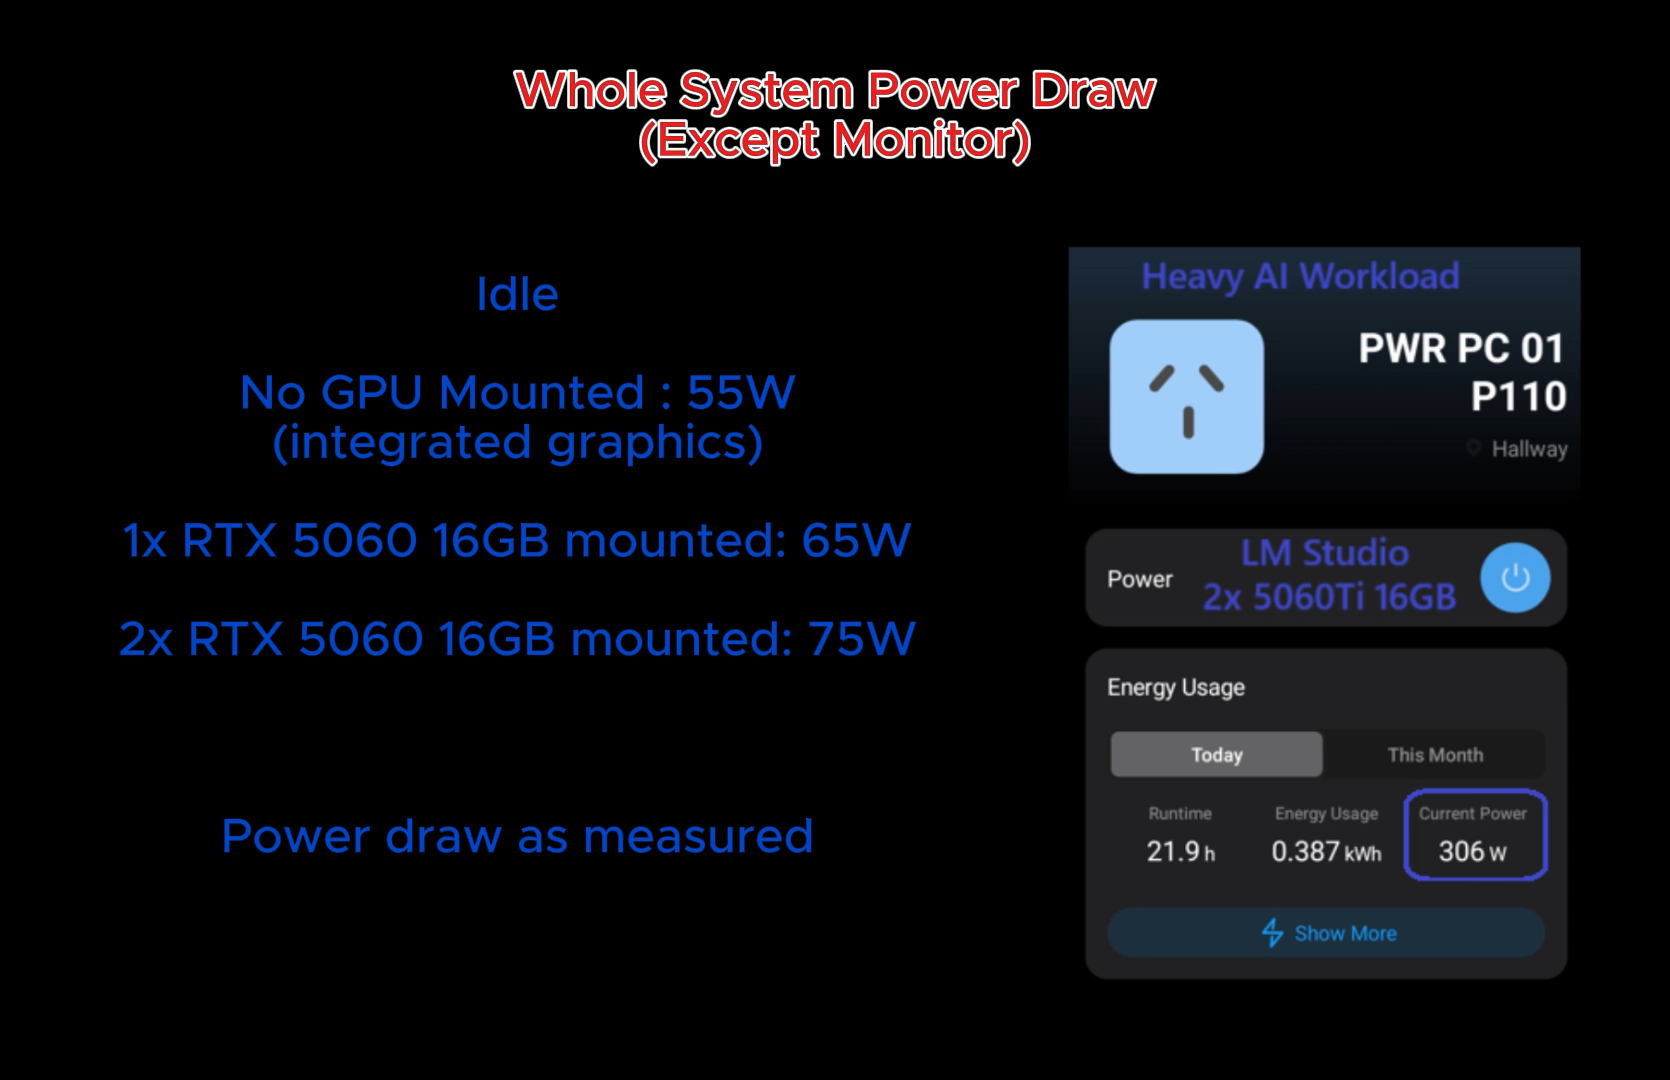 Whole System Power Draw
(Except Monitor)
Idle
No GPU Mounted : 55W
(integrated graphics)
1x RTX 5060 16GB mounted: 65W
2x RTX 5060 16GB mounted: 75W
Power draw as measured
Heavy AI Workload
PWR PC 01
P110
Hallway
Power
LM Studio
2x 5060Ti 16GB
Energy Usage
Today
This Month
Runtime
21.9 h
Energy Usage
0.387 kWh
Current Power
306 W
Show More